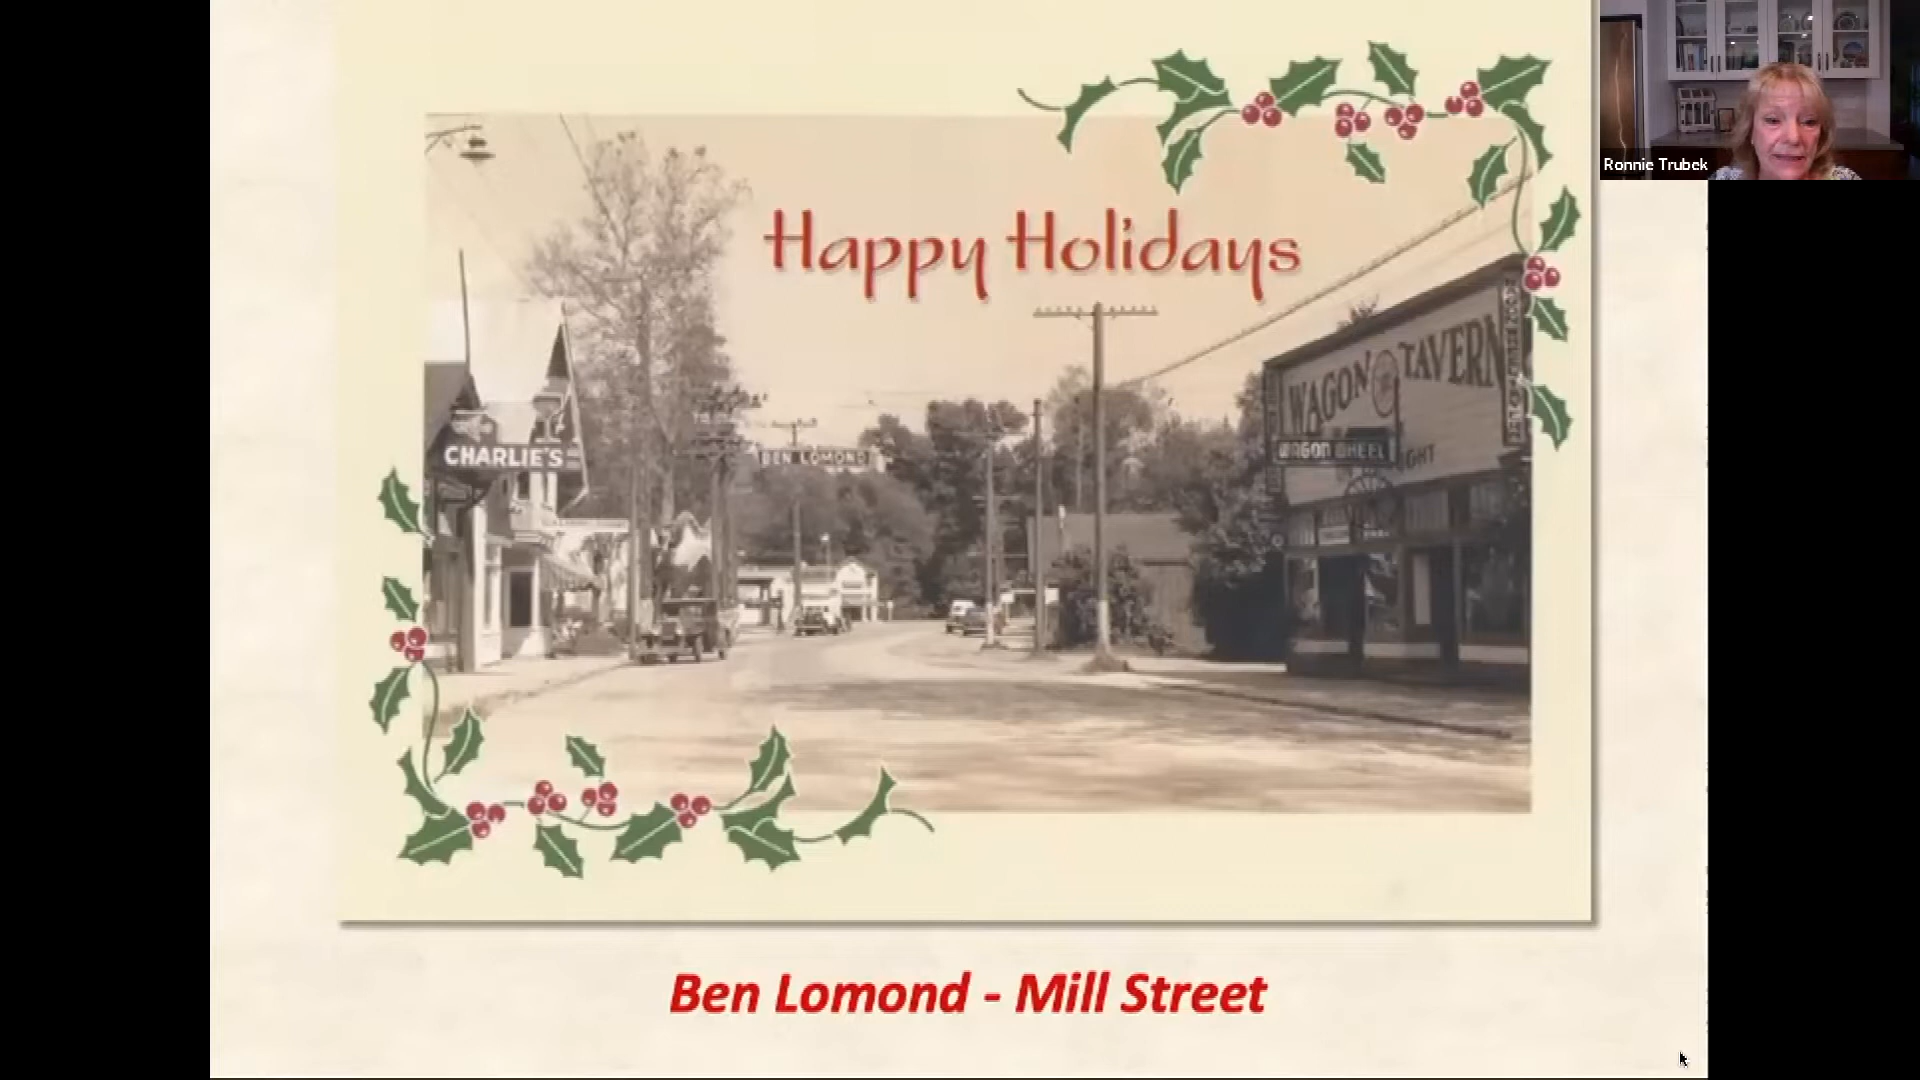 Ronnie Trubek
Happy Holidays
WAGON TAVERN
CHARLIE'S
BEN LOMOND
WAGON WHEEL
Ben Lomond - Mill Street